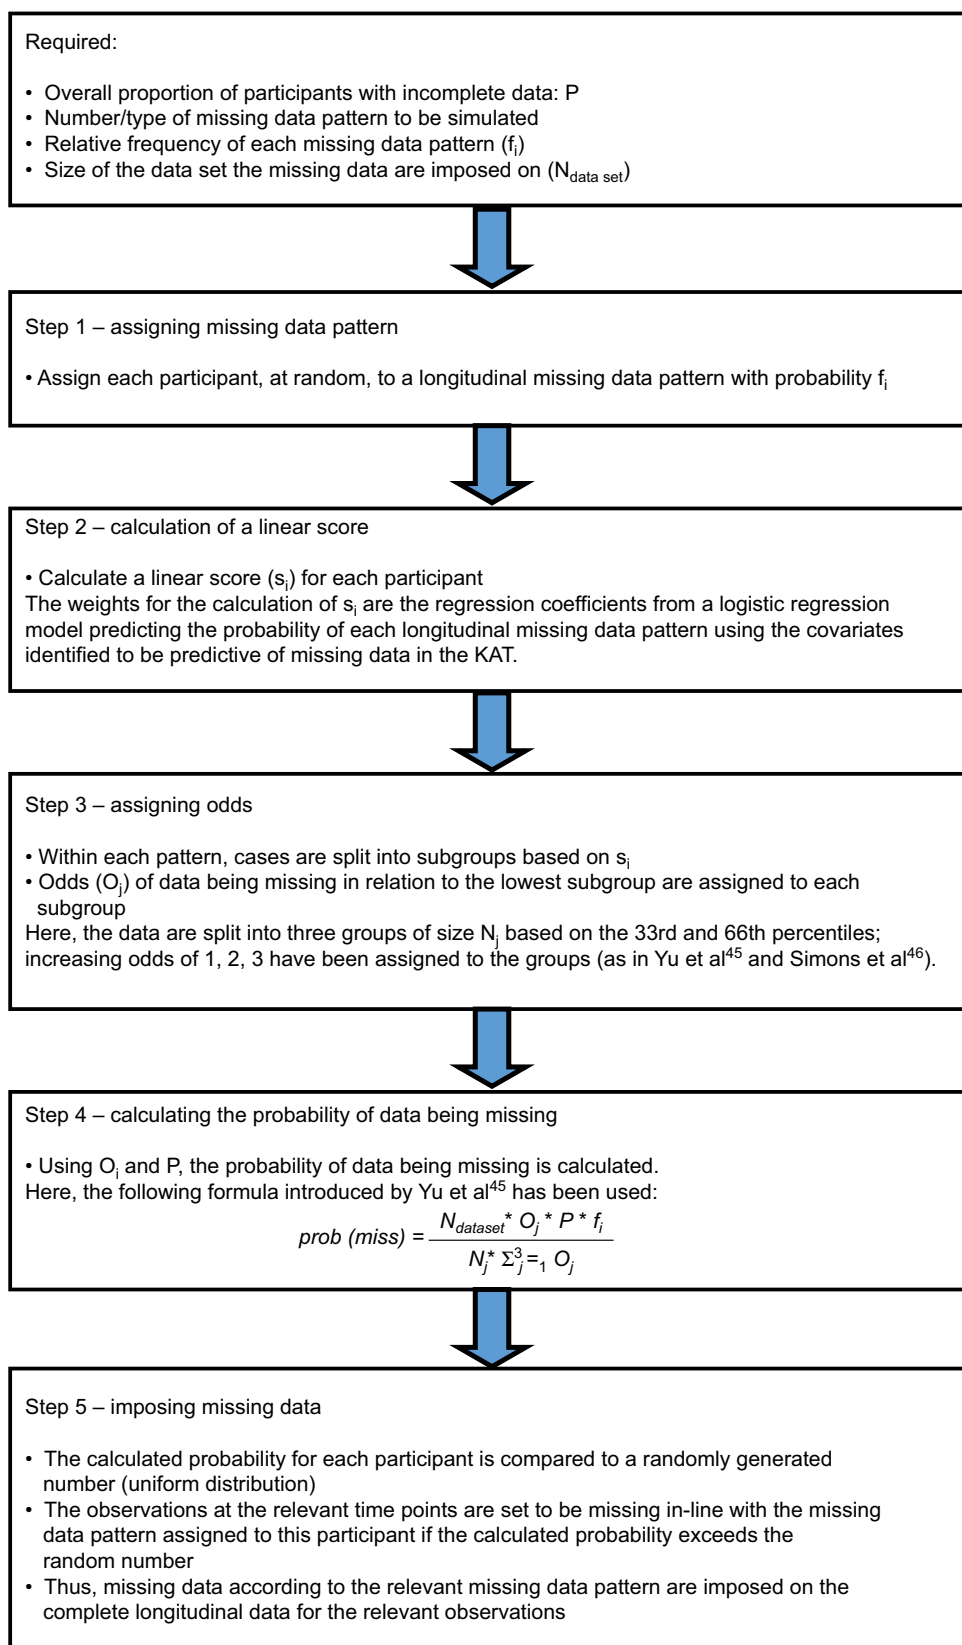 Required:
• Overall proportion of participants with incomplete data: P
• Number/type of missing data pattern to be simulated
• Relative frequency of each missing data pattern (fi)
• Size of the data set the missing data are imposed on (Ndata set)
Step 1 – assigning missing data pattern
• Assign each participant, at random, to a longitudinal missing data pattern with probability fi
Step 2 – calculation of a linear score
• Calculate a linear score (si) for each participant
The weights for the calculation of si are the regression coefficients from a logistic regression
model predicting the probability of each longitudinal missing data pattern using the covariates
identified to be predictive of missing data in the KAT.
Step 3 – assigning odds
• Within each pattern, cases are split into subgroups based on si
• Odds (Oj) of data being missing in relation to the lowest subgroup are assigned to each
subgroup
Here, the data are split into three groups of size Nj based on the 33rd and 66th percentiles;
increasing odds of 1, 2, 3 have been assigned to the groups (as in Yu et al45 and Simons et al46).
Step 4 – calculating the probability of data being missing
• Using Oi and P, the probability of data being missing is calculated.
Here, the following formula introduced by Yu et al45 has been used:
prob (miss) = Ndataset* Oj * P * fi
Nj* Σ3j=1 Oj
Step 5 – imposing missing data
• The calculated probability for each participant is compared to a randomly generated
number (uniform distribution)
• The observations at the relevant time points are set to be missing in-line with the missing
data pattern assigned to this participant if the calculated probability exceeds the
random number
• Thus, missing data according to the relevant missing data pattern are imposed on the
complete longitudinal data for the relevant observations